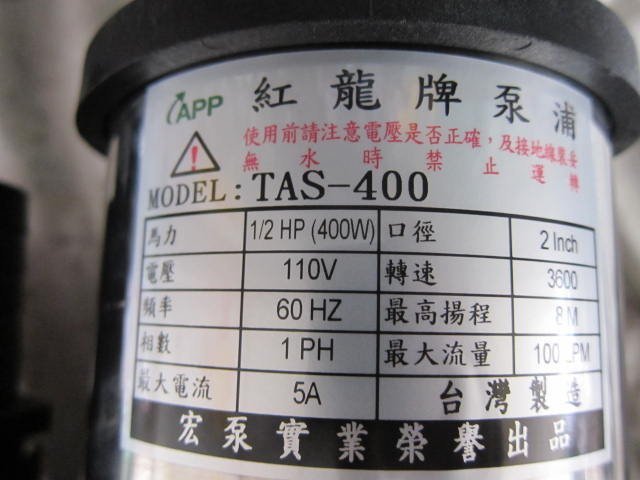 APP 紅龍牌泵浦
使用前請注意電壓是否正確，及接地線裝妥
無水時禁止運轉
MODEL: TAS-400
馬力 1/2 HP (400W) 口徑 2 Inch
電壓 110V 轉速 3600
頻率 60 HZ 最高揚程 8 M
相數 1 PH 最大流量 100 LPM
最大電流 5A 台灣製造
宏泵實業榮譽出品